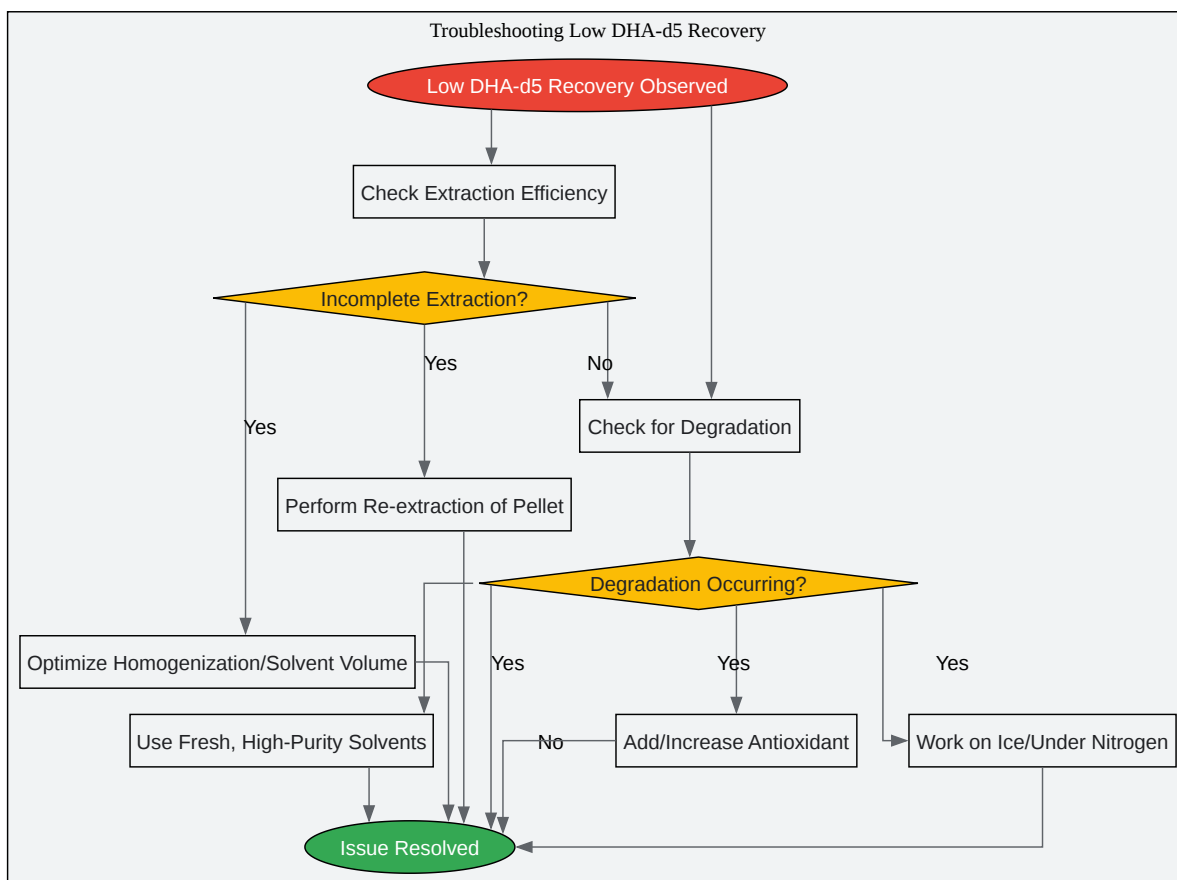 Troubleshooting Low DHA-d5 Recovery
Low DHA-d5 Recovery Observed
Check Extraction Efficiency
Incomplete Extraction?
Yes
No
Yes
Check for Degradation
Perform Re-extraction of Pellet
Degradation Occurring?
Optimize Homogenization/Solvent Volume
Yes
Yes
Yes
Use Fresh, High-Purity Solvents
No
Add/Increase Antioxidant
Work on Ice/Under Nitrogen
Issue Resolved